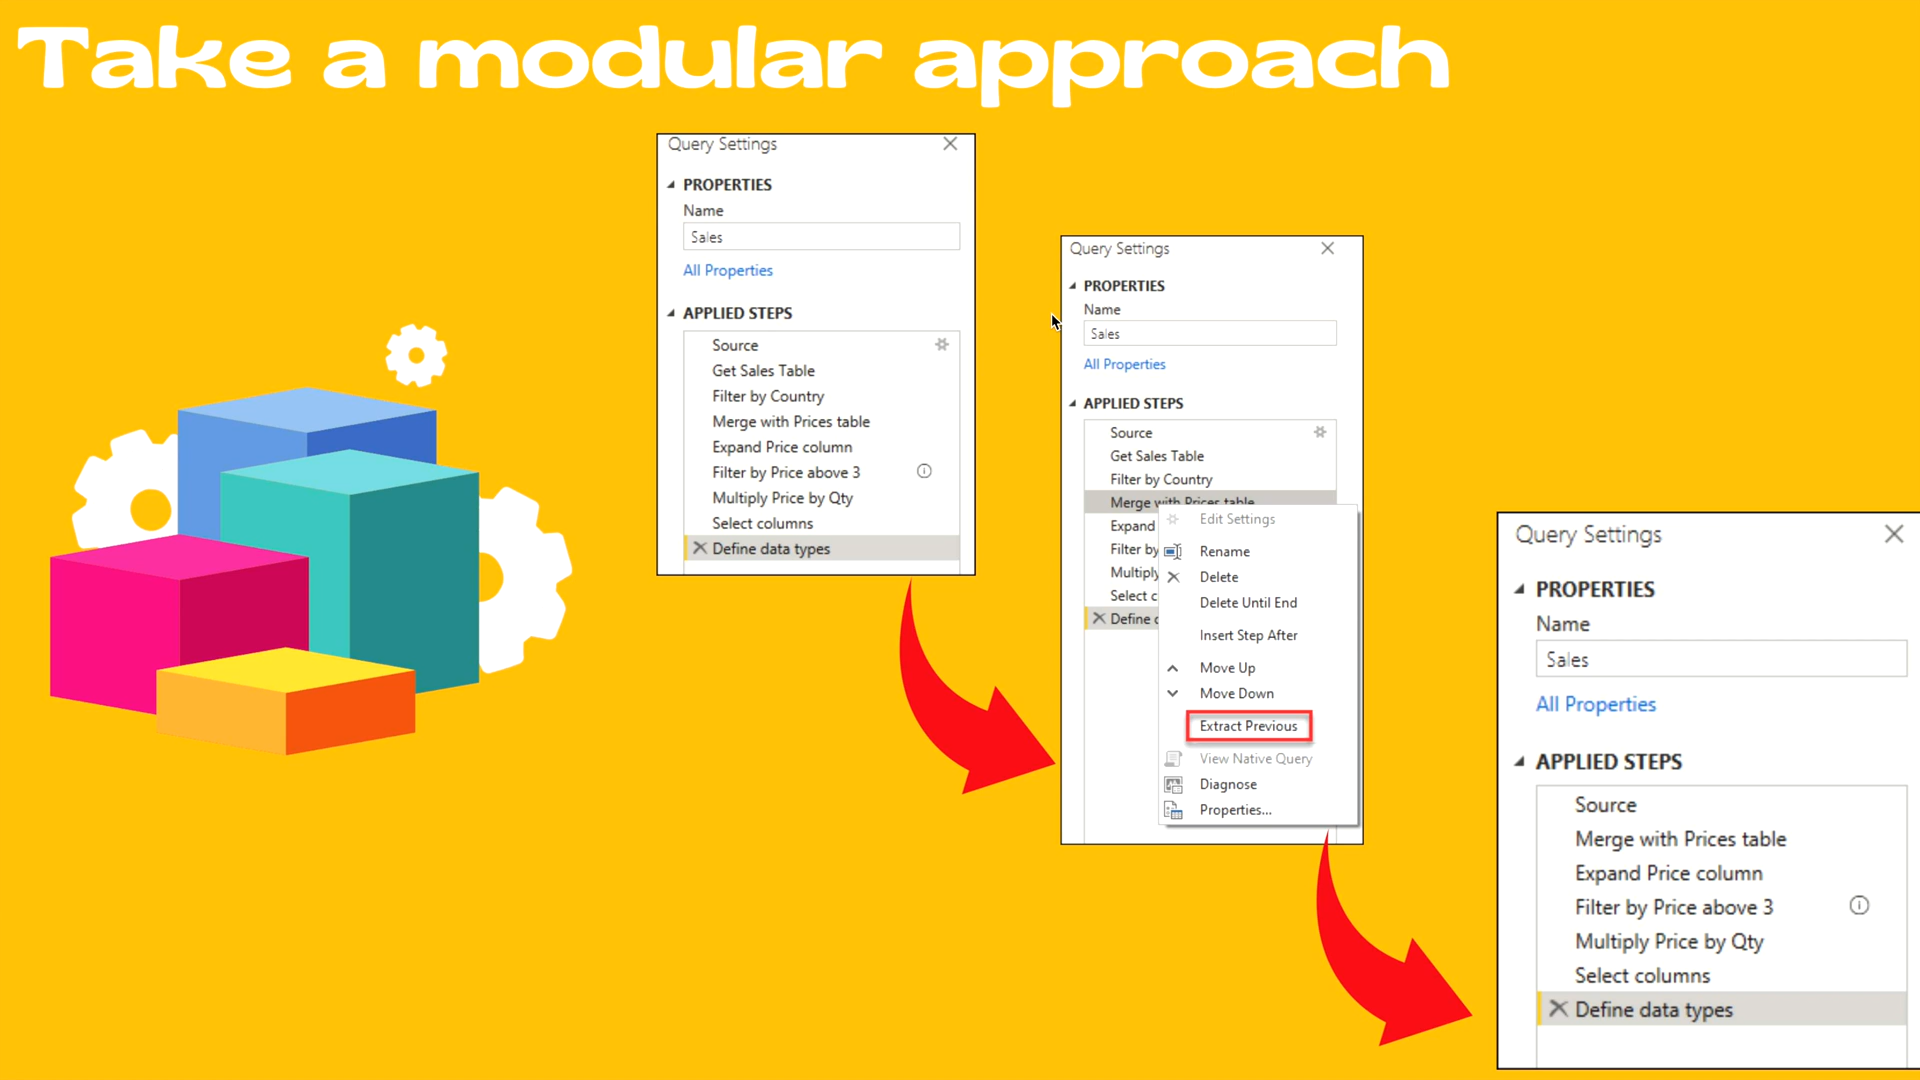 Take a modular approach
Query Settings
PROPERTIES
Name
Sales
All Properties
APPLIED STEPS
Source
Get Sales Table
Filter by Country
Merge with Prices table
Expand Price column
Filter by Price above 3
Multiply Price by Qty
Select columns
Define data types
Query Settings
PROPERTIES
Name
Sales
All Properties
APPLIED STEPS
Source
Get Sales Table
Filter by Country
Merge with Prices table
Expand
Filter by
Multiply
Select c
Define
Edit Settings
Rename
Delete
Delete Until End
Insert Step After
Move Up
Move Down
Extract Previous
View Native Query
Diagnose
Properties...
Query Settings
PROPERTIES
Name
Sales
All Properties
APPLIED STEPS
Source
Merge with Prices table
Expand Price column
Filter by Price above 3
Multiply Price by Qty
Select columns
Define data types